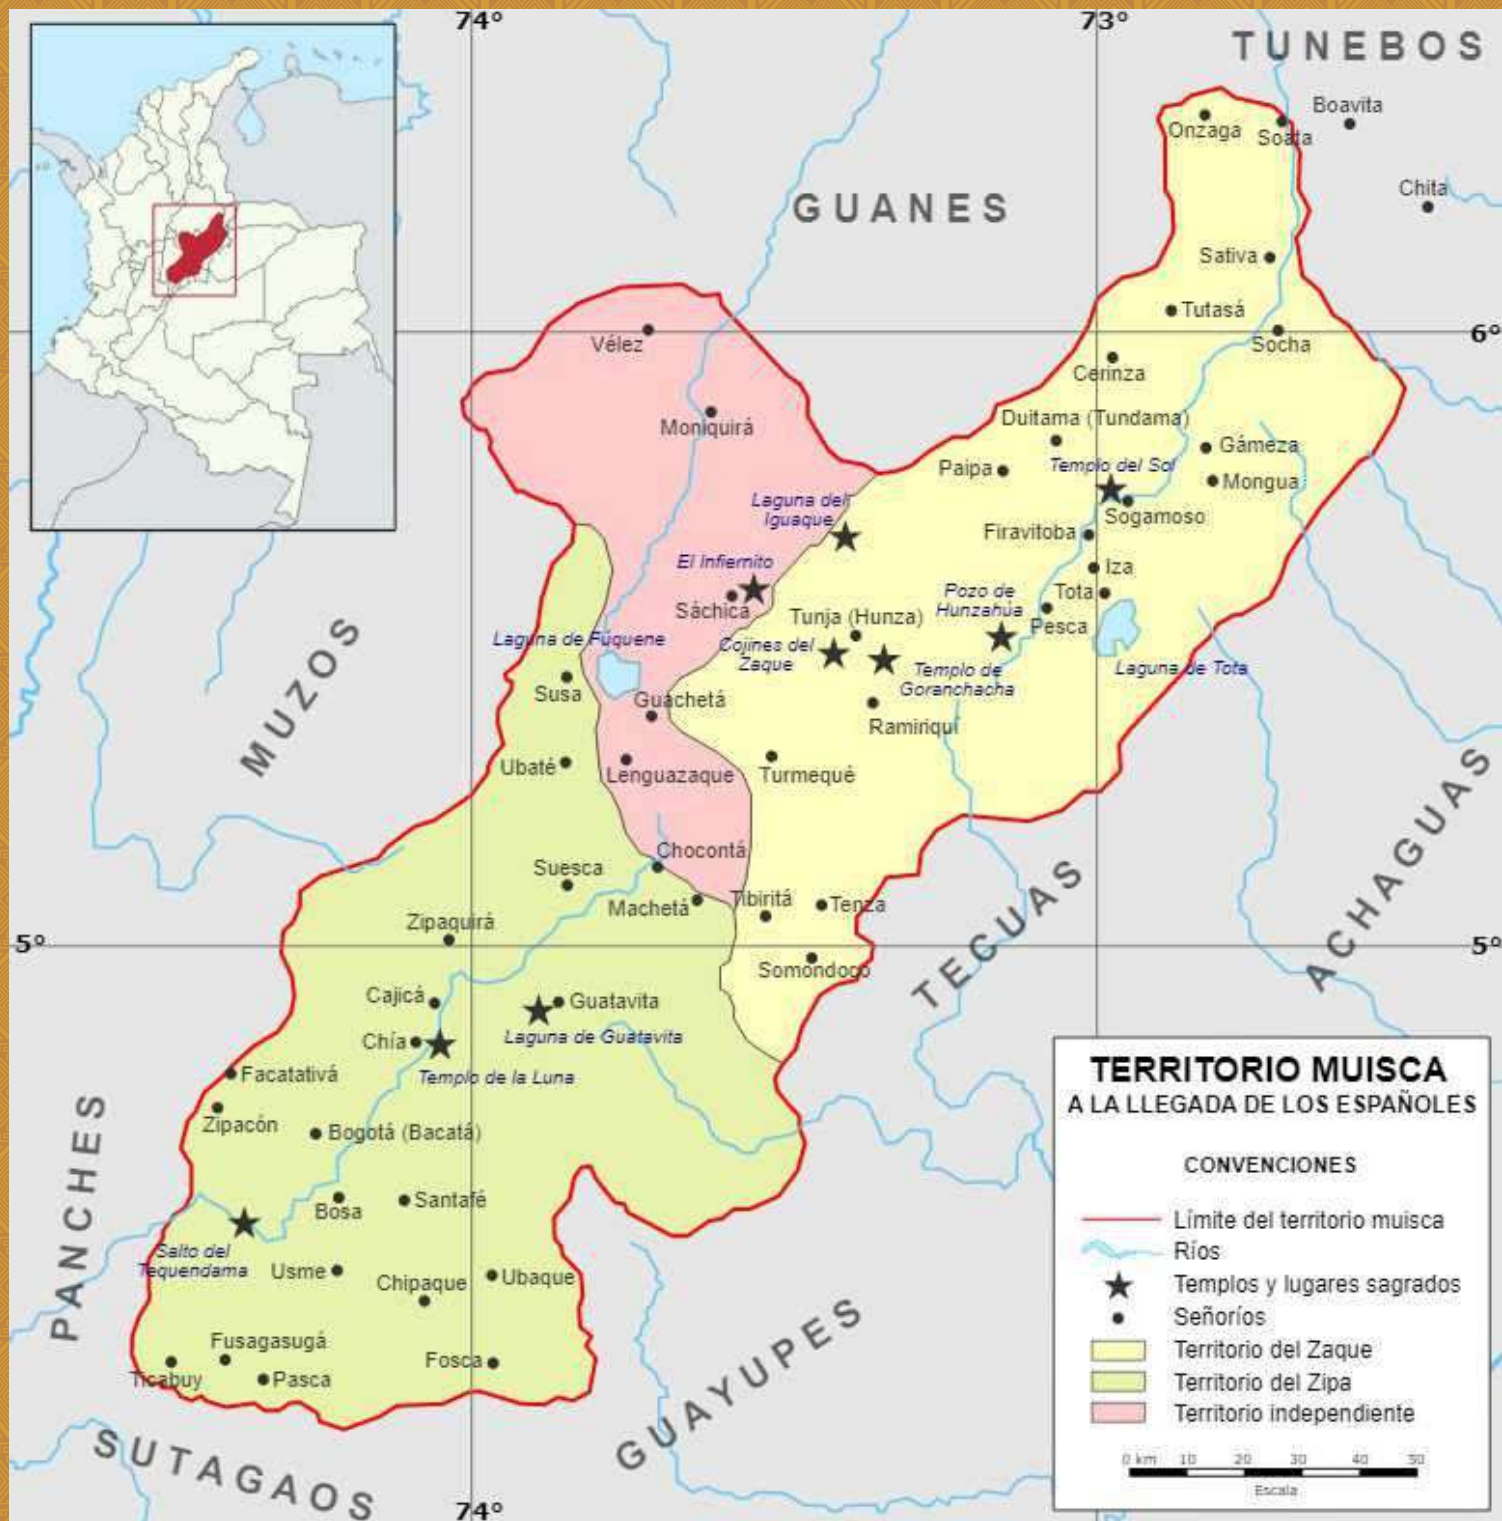 74°
73°
TUNEBOS
Boavita
Onzaga
Soata
Chita
GUANES
Sativa
Tutasá
Vélez
Socha
6°
Cerinza
Moniquirá
Duitama (Tundama)
Gámeza
Paipa
Templo del Sol
Mongua
Laguna del
Iguaque
Sogamoso
Firavitoba
El Infiernito
Iza
Sáchica
Pozo de
Hunzahúa
Tota
Tunja (Hunza)
Pesca
MUZOS
Laguna de Fúquene
Cojines del
Zaque
Templo de
Goranchacha
Laguna de Tota
Susa
Guachetá
Ramiriquí
Ubaté
Lenguazaque
Turmequé
ACHAGUAS
Suesca
Chocontá
TECUAS
Machetá
Tibiritá
Tenza
Zipaquirá
5°
5°
Somondoco
Cajicá
Guatavita
Chía
Laguna de Guatavita
Facatativá
Templo de la Luna
Zipacón
Bogotá (Bacatá)
PANCHES
Bosa
Santafé
Salto del
Tequendama
Usme
Chipaque
Ubaque
Fusagasugá
Fosca
Ticabuy
Pasca
GUAYUPES
SUTAGAOS
74°
TERRITORIO MUISCA
A LA LLEGADA DE LOS ESPAÑOLES
CONVENCIONES
Límite del territorio muisca
Ríos
Templos y lugares sagrados
Señoríos
Territorio del Zaque
Territorio del Zipa
Territorio independiente
0 km 10 20 30 40 50
Escala